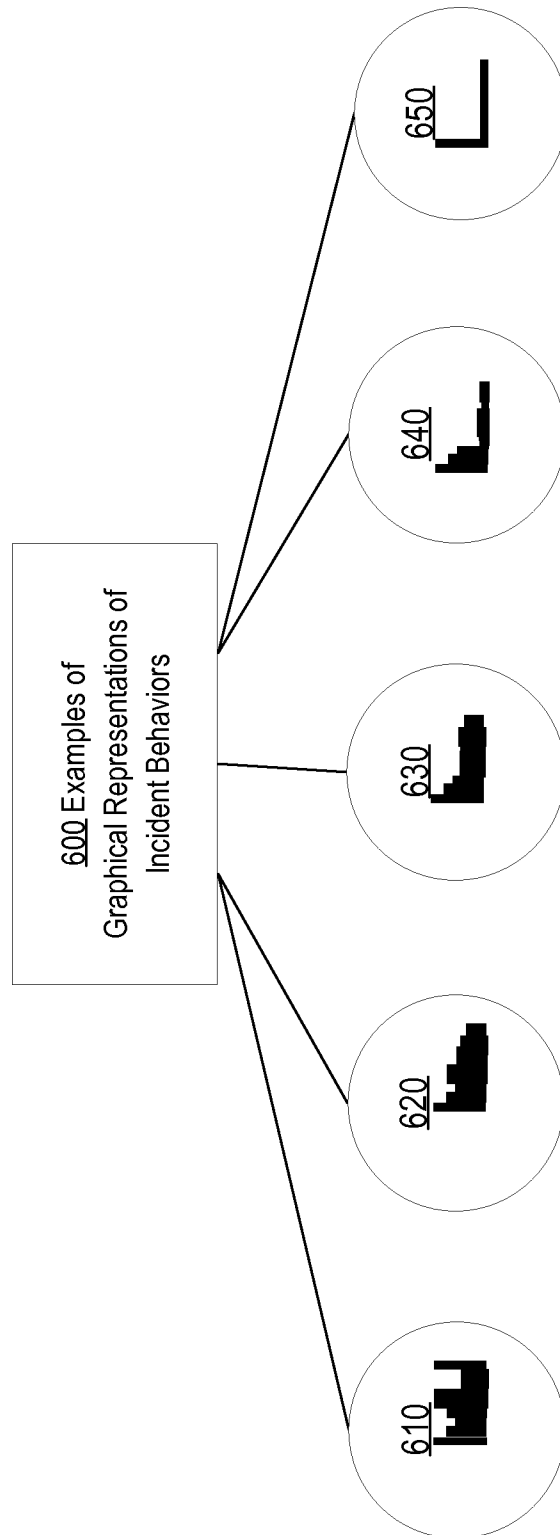 600 Examples of
Graphical Representations of
Incident Behaviors
610
620
630
640
650